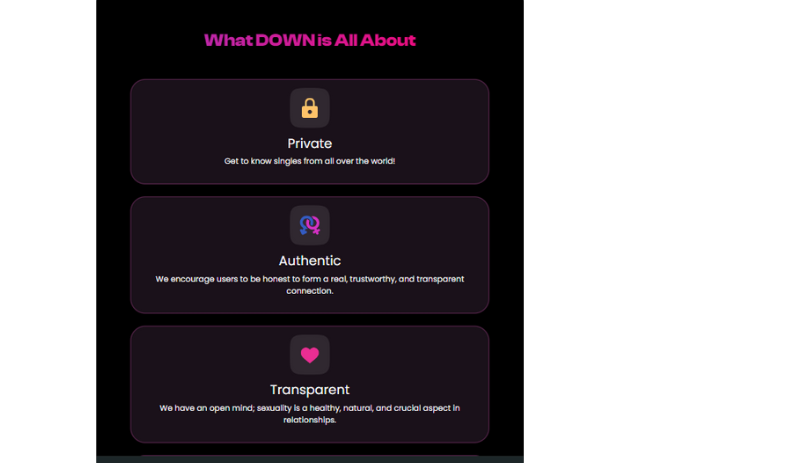 What DOWN is All About
Private
Get to know singles from all over the world!
Authentic
We encourage users to be honest to form a real, trustworthy, and transparent
connection.
Transparent
We have an open mind; sexuality is a healthy, natural, and crucial aspect in
relationships.